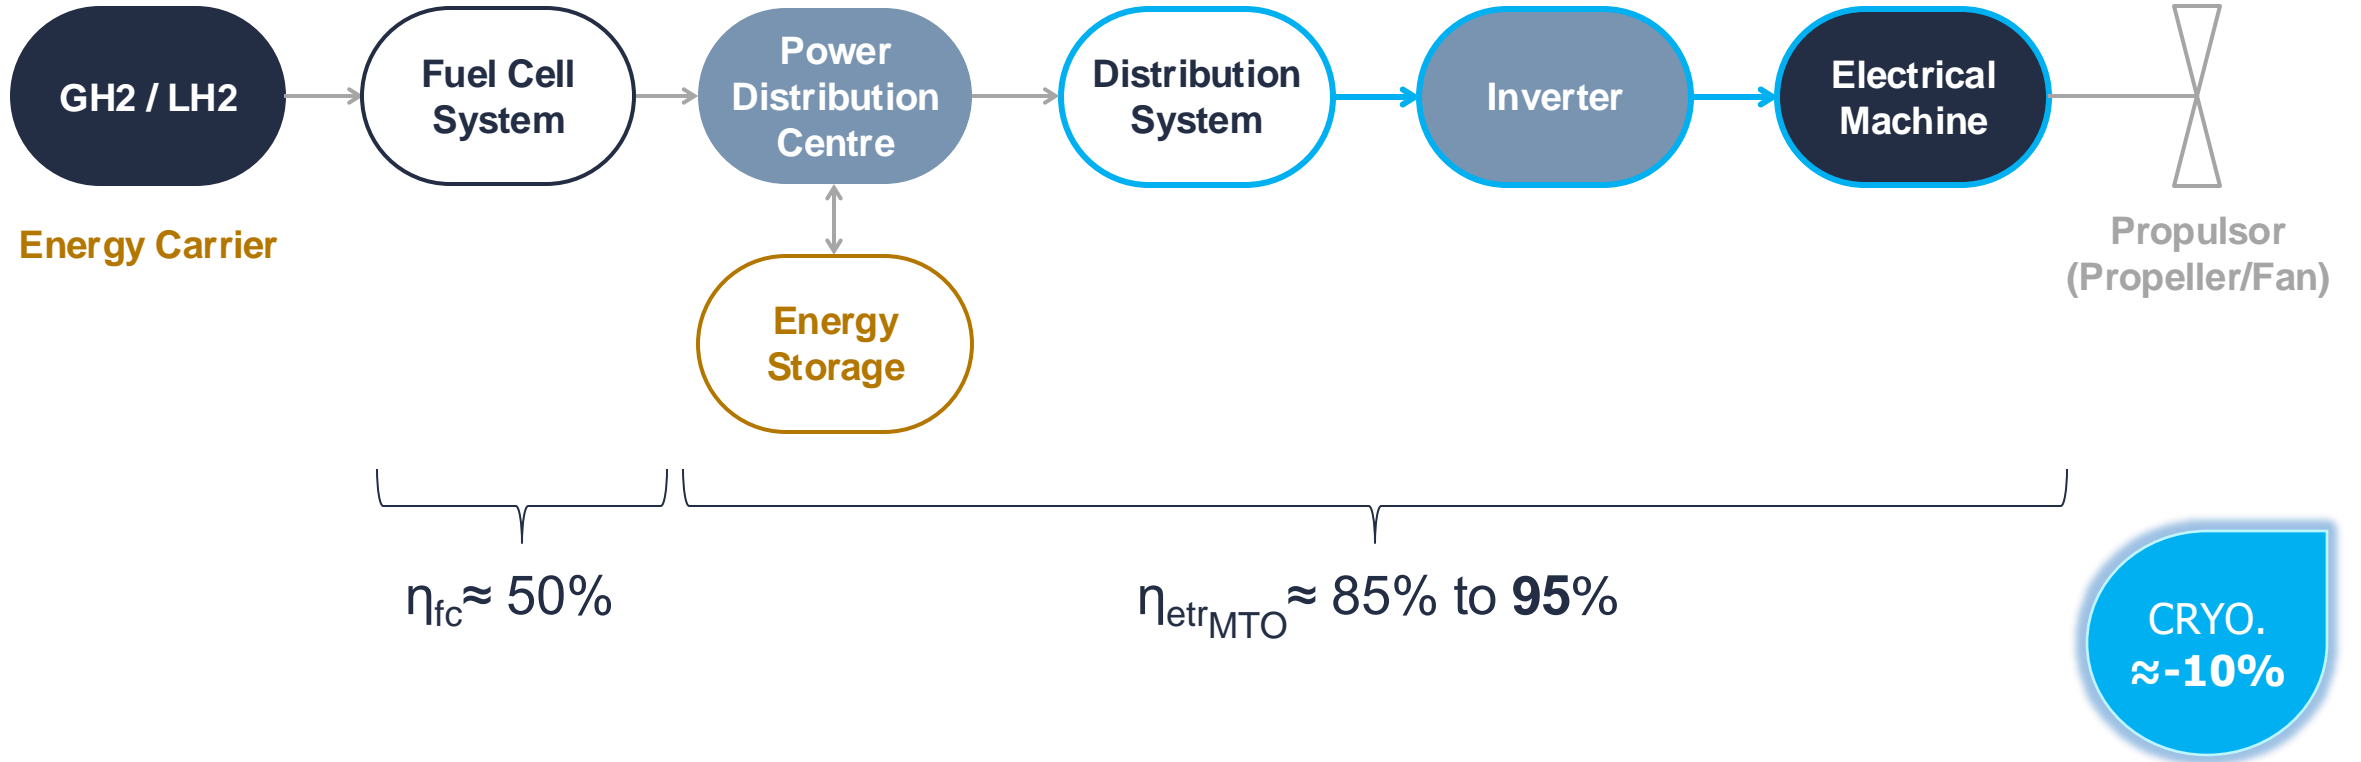 GH2 / LH2
Fuel Cell
System
Power
Distribution
Centre
Distribution
System
Inverter
Electrical
Machine
Energy Carrier
Propulsor
(Propeller/Fan)
Energy
Storage
ηfc≈ 50%
ηetrMTO≈ 85% to 95%
CRYO.
≈-10%